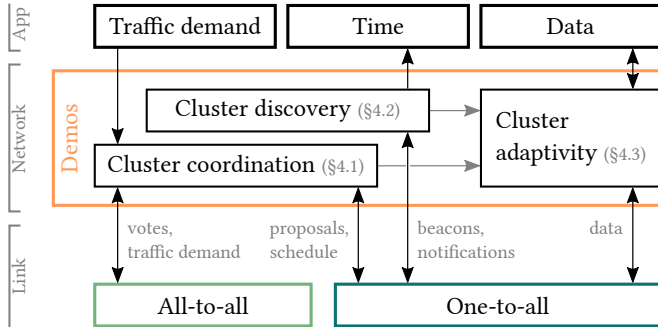 App
Traffic demand
Time
Data
Network
Demos
Cluster discovery (§4.2)
Cluster
adaptivity (§4.3)
Cluster coordination (§4.1)
votes,
traffic demand
proposals,
schedule
beacons,
notifications
data
Link
All-to-all
One-to-all